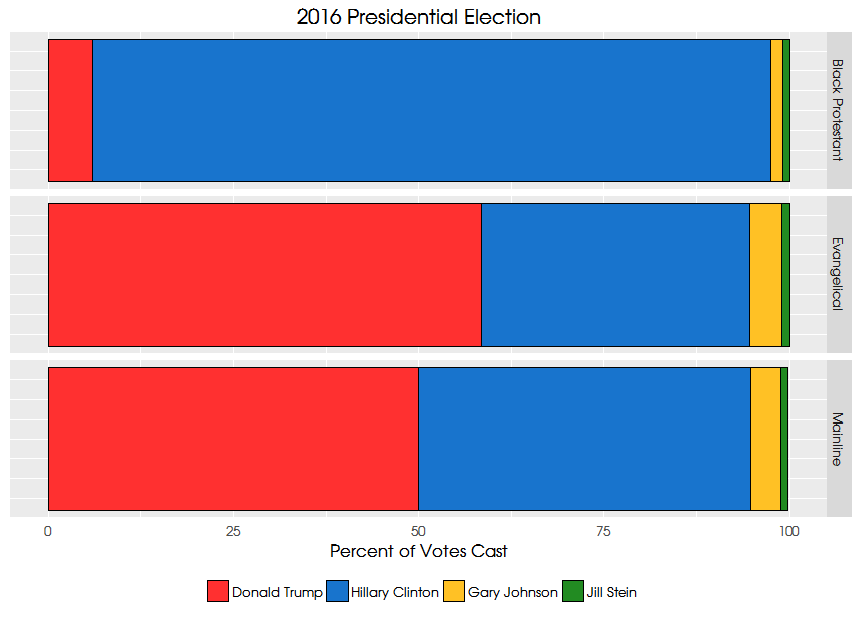 2016 Presidential Election
Black Protestant
Evangelical
Mainline
0 25 50 75 100
Percent of Votes Cast
Donald Trump Hillary Clinton Gary Johnson Jill Stein